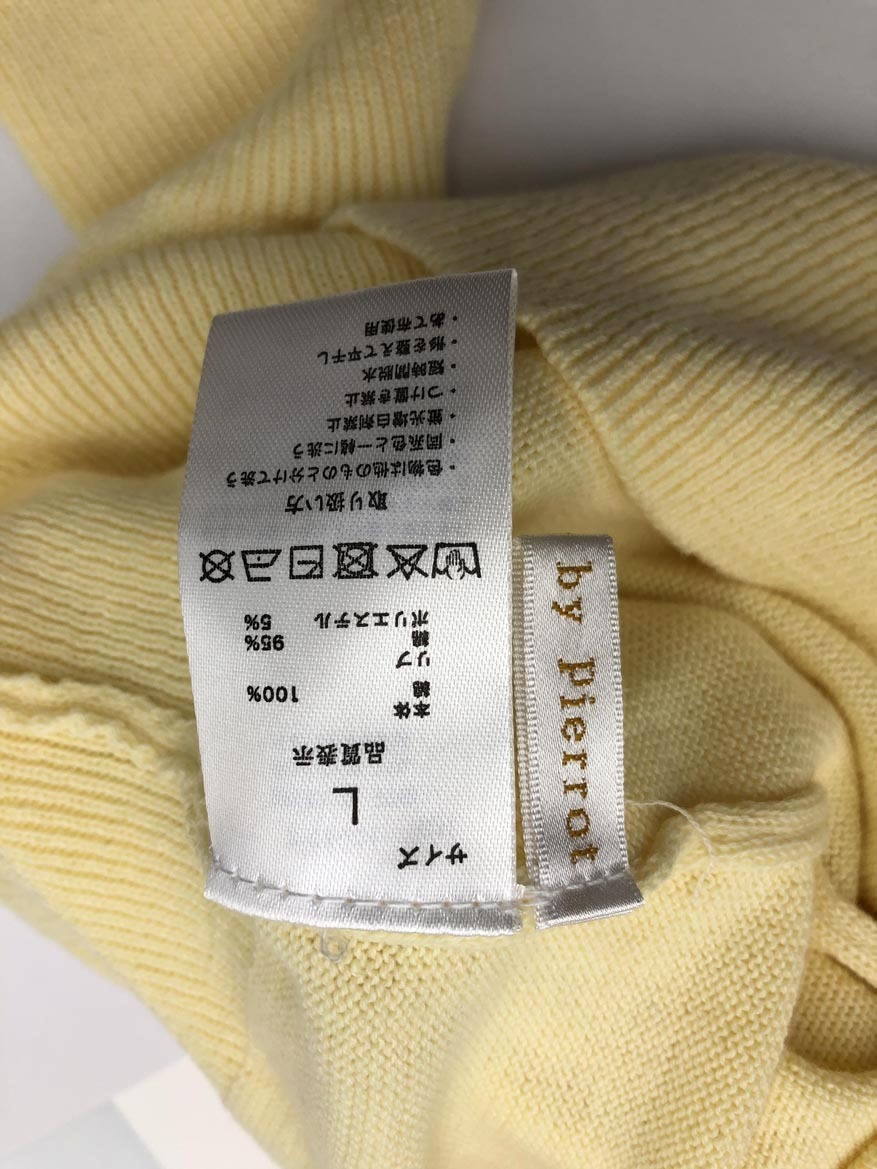 サイズ
L
品質表示
本体
綿 100%
リブ
綿 95%
ポリエステル 5%
取り扱い方
・色物は他のものと分けて洗う
・同系色と一緒に洗う
・蛍光増白剤禁止
・つけ置き禁止
・短時間脱水
・形を整えて平干し
・あて布使用
by Pierrot